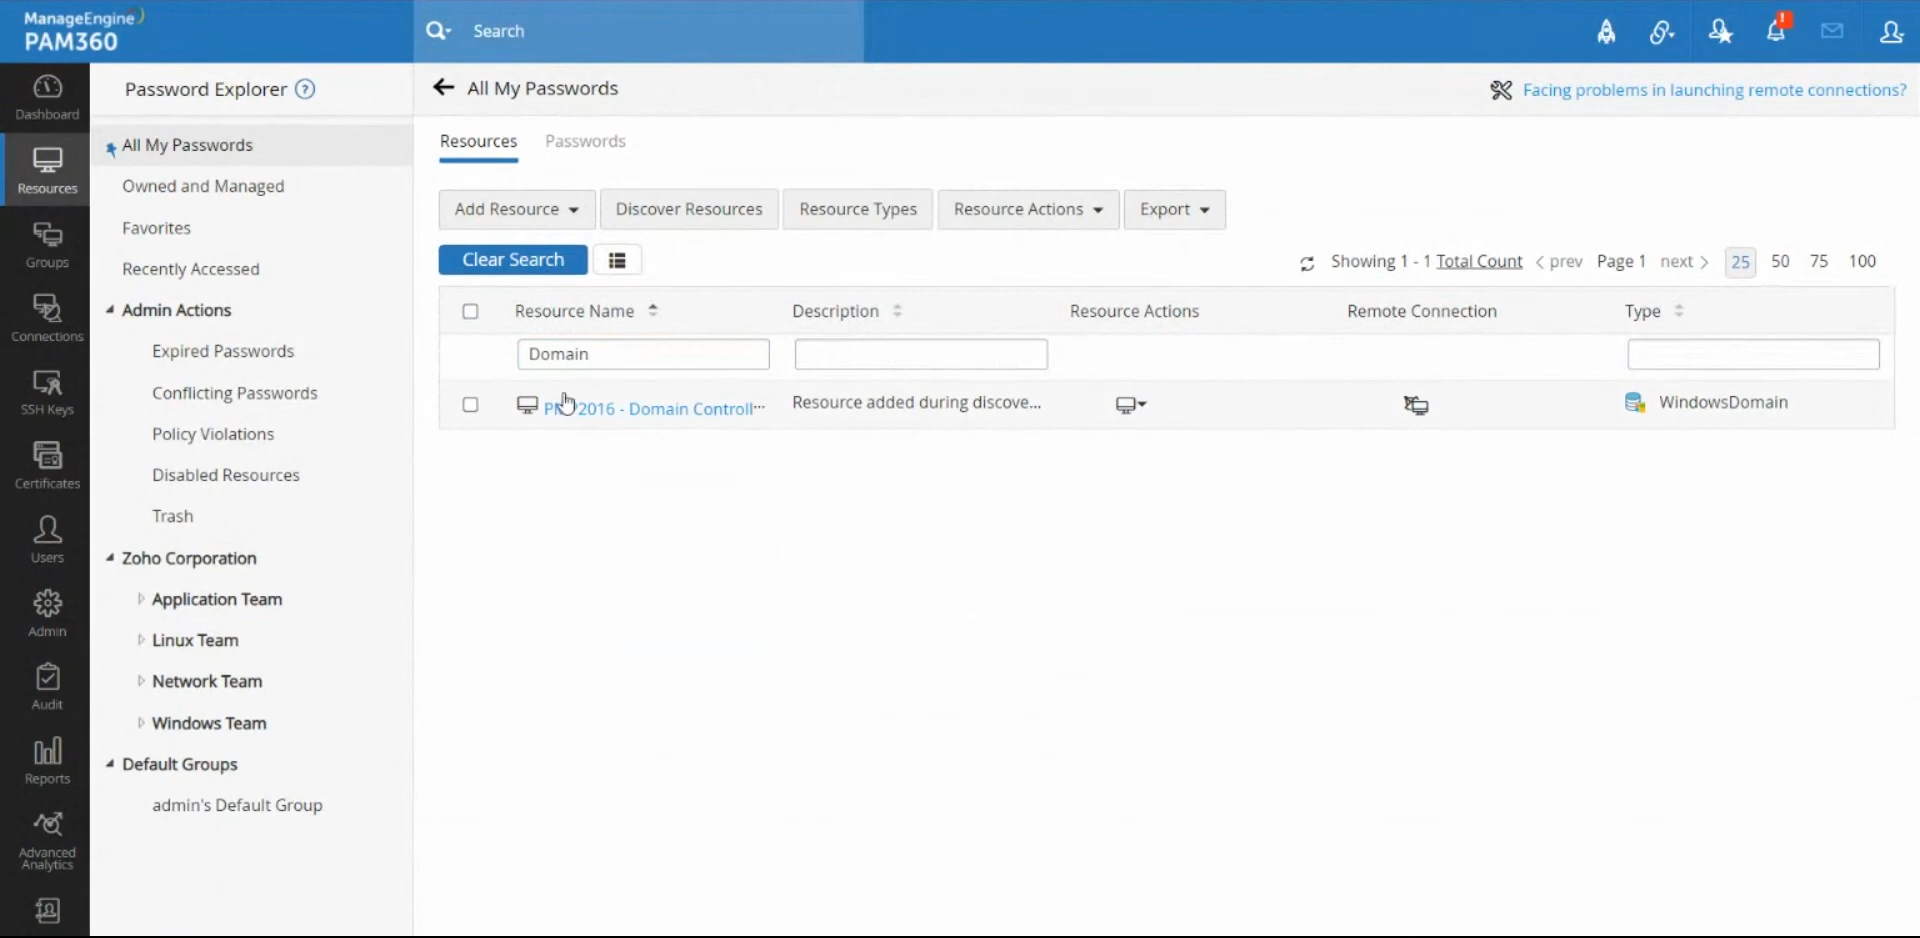 ManageEngine
PAM360
Search
!
Dashboard
Resources
Groups
Connections
SSH Keys
Certificates
Users
Admin
Audit
Reports
Advanced
Analytics
Password Explorer ?
All My Passwords
Owned and Managed
Favorites
Recently Accessed
Admin Actions
Expired Passwords
Conflicting Passwords
Policy Violations
Disabled Resources
Trash
Zoho Corporation
Application Team
Linux Team
Network Team
Windows Team
Default Groups
admin's Default Group
All My Passwords
Facing problems in launching remote connections?
Resources Passwords
Add Resource Discover Resources Resource Types Resource Actions Export
Clear Search
Showing 1 - 1 Total Count prev Page 1 next 25 50 75 100
Resource Name Description Resource Actions Remote Connection Type
Domain
2016 - Domain Controll... Resource added during discove... WindowsDomain